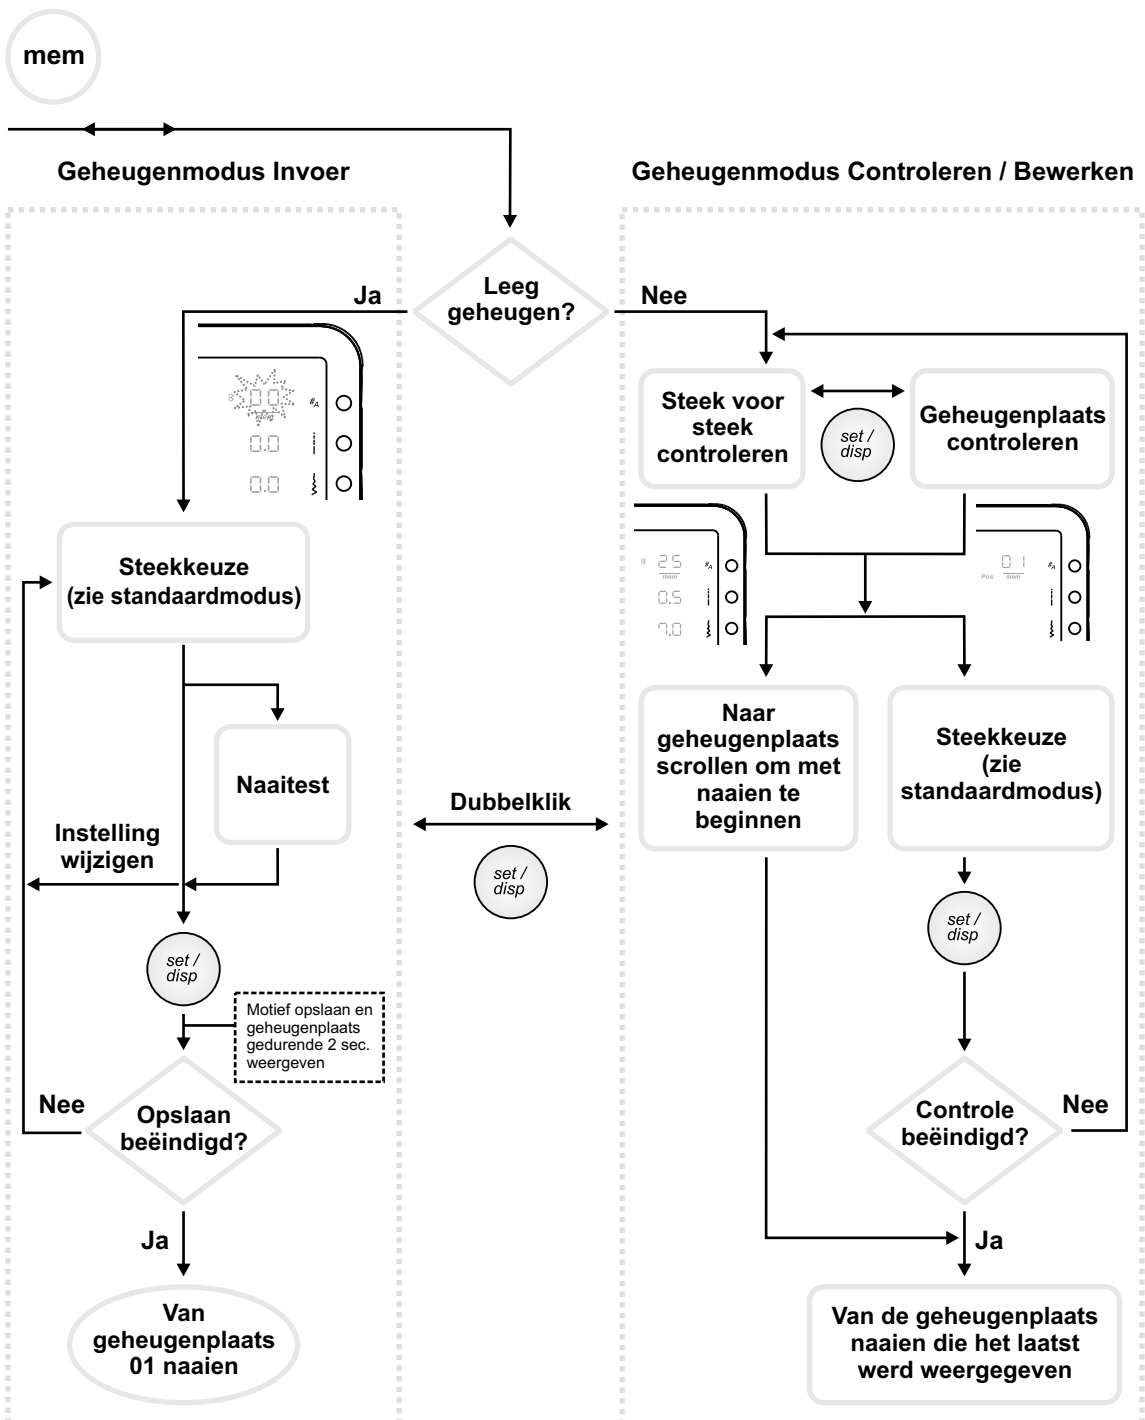 mem
Geheugenmodus Invoer
Geheugenmodus Controleren / Bewerken
Leeg
geheugen?
Ja
Nee
00
#A
0.0
0.0
Steekkeuze
(zie standaardmodus)
Naaitest
Instelling
wijzigen
set /
disp
Motief opslaan en
geheugenplaats
gedurende 2 sec.
weergeven
Nee
Opslaan
beëindigd?
Ja
Van
geheugenplaats
01 naaien
Dubbelklik
set /
disp
Steek voor
steek
controleren
set /
disp
Geheugenplaats
controleren
25
#A
mem
0.5
7.0
01
#A
Pos mem
Naar
geheugenplaats
scrollen om met
naaien te
beginnen
Steekkeuze
(zie
standaardmodus)
set /
disp
Controle
beëindigd?
Nee
Ja
Van de geheugenplaats
naaien die het laatst
werd weergegeven